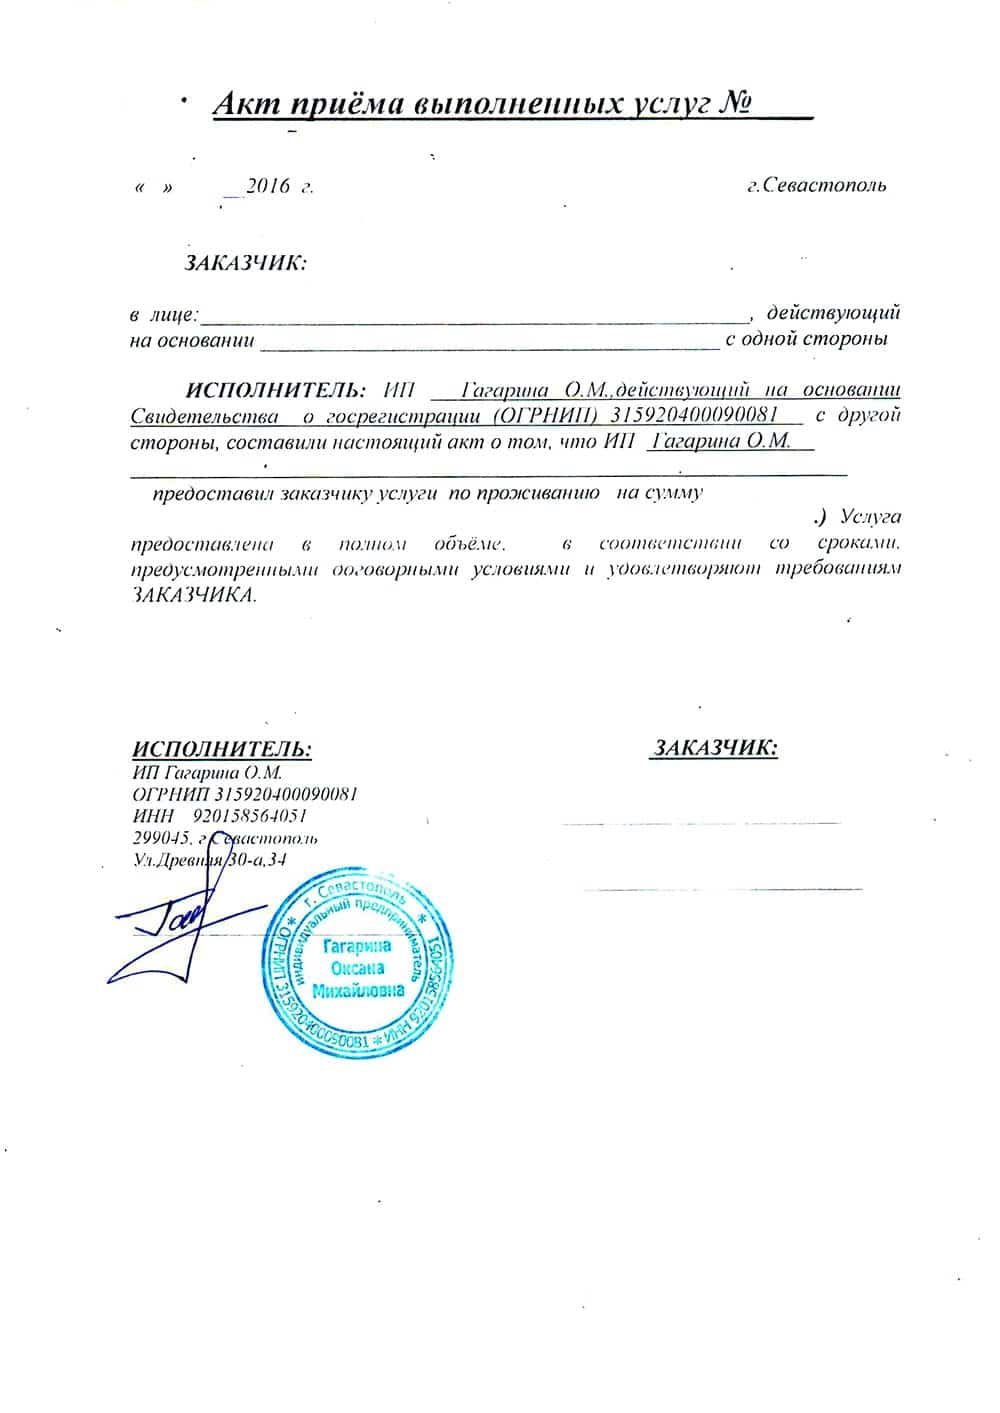 Акт приёма выполненных услуг №____
« » __2016 г. г.Севастополь
ЗАКАЗЧИК:
в лице:____________________, действующий
на основании ____________________ с одной стороны
ИСПОЛНИТЕЛЬ: ИП Гагарина О.М.,действующий на основании
Свидетельства о госрегистрации (ОГРНИП) 315920400090081 с другой
стороны, составили настоящий акт о том, что ИП Гагарина О.М.
предоставил заказчику услуги по проживанию на сумму
.) Услуга
предоставлена в полном объёме, в соответствии со сроками,
предусмотренными договорными условиями и удовлетворяют требованиям
ЗАКАЗЧИКА.
ИСПОЛНИТЕЛЬ: ЗАКАЗЧИК:
ИП Гагарина О.М.
ОГРНИП 315920400090081
ИНН 920158564051
299045, г.Севастополь
Ул.Древняя,30-а,34
г. Севастополь
индивидуальный предприниматель
Гагарина
Оксана
Михайловна
ОГРНИП 315920400090081 * ИНН 920158564051